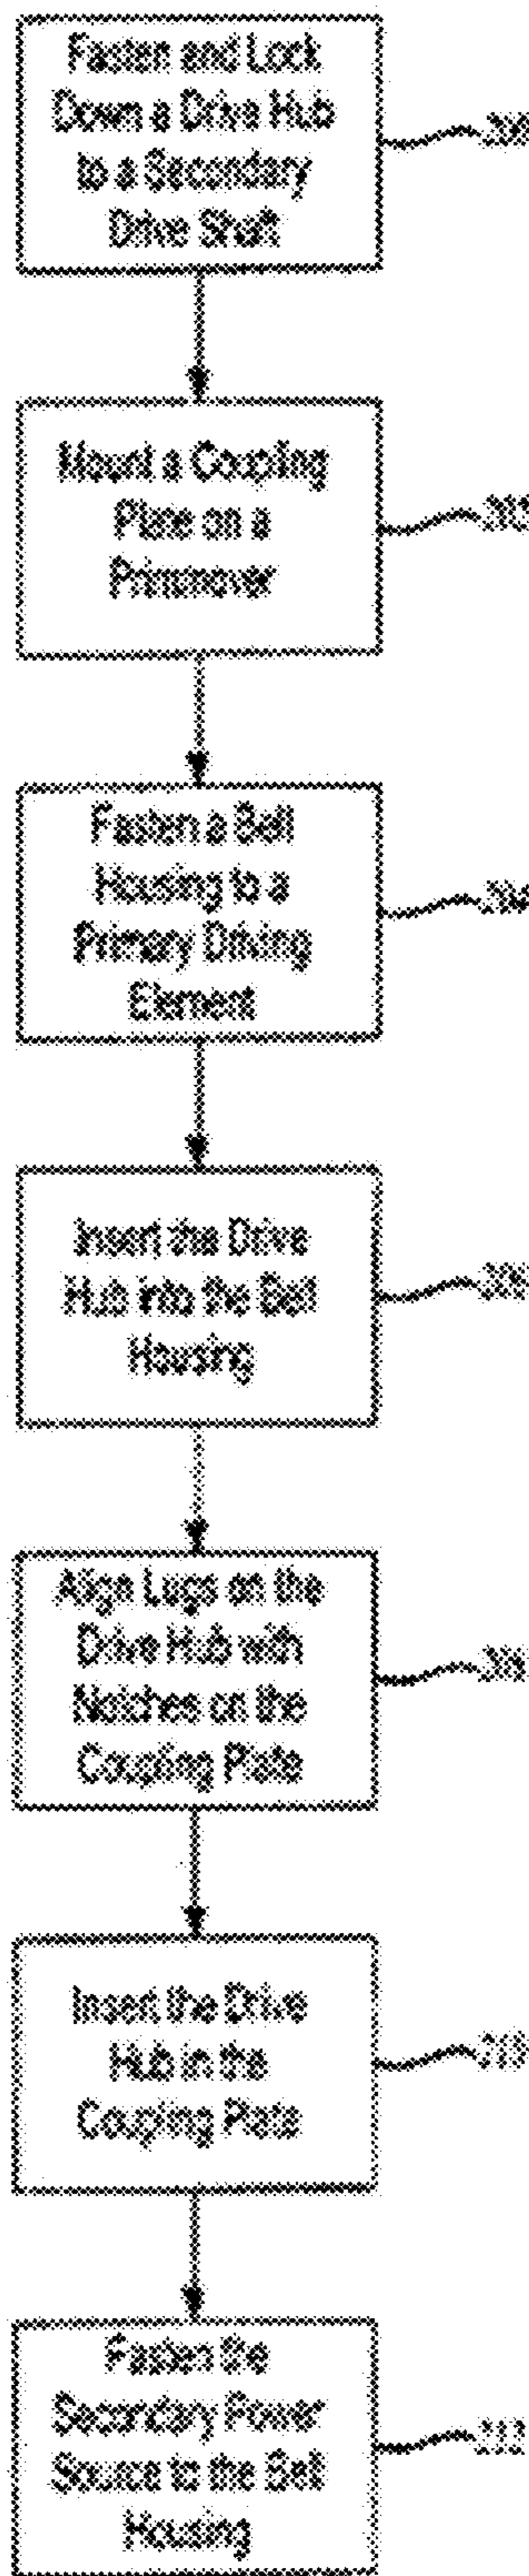 Fasten and Lock
Down a Drive Hub
to a Secondary
Drive Shaft
Mount a Coupling
Plate on a
Primmover
Fasten a Bell
Housing to a
Primary Driving
Element
Insert the Drive
Hub into the Bell
Housing
Align Lugs on the
Drive Hub with
Notches on the
Coupling Plate
Insert the Drive
Hub in the
Coupling Plate
210
Fasten the
Secondary Power
Source to the Bell
Housing
212